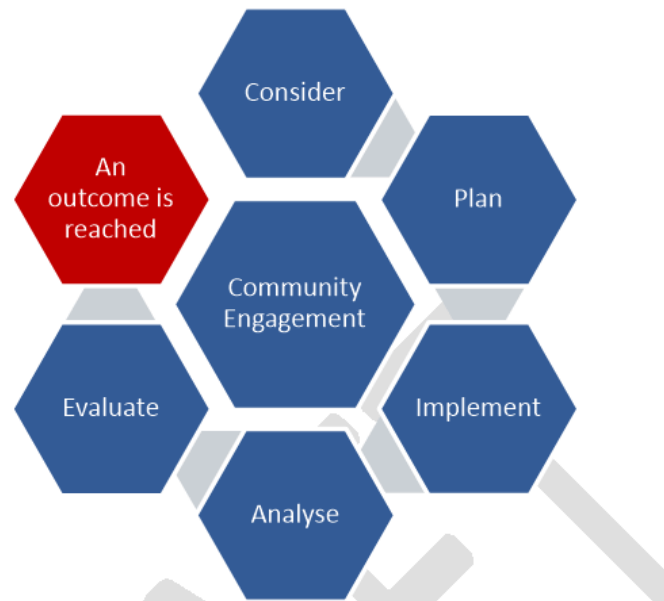 Consider
Plan
Implement
Analyse
Evaluate
An
outcome is
reached
Community
Engagement